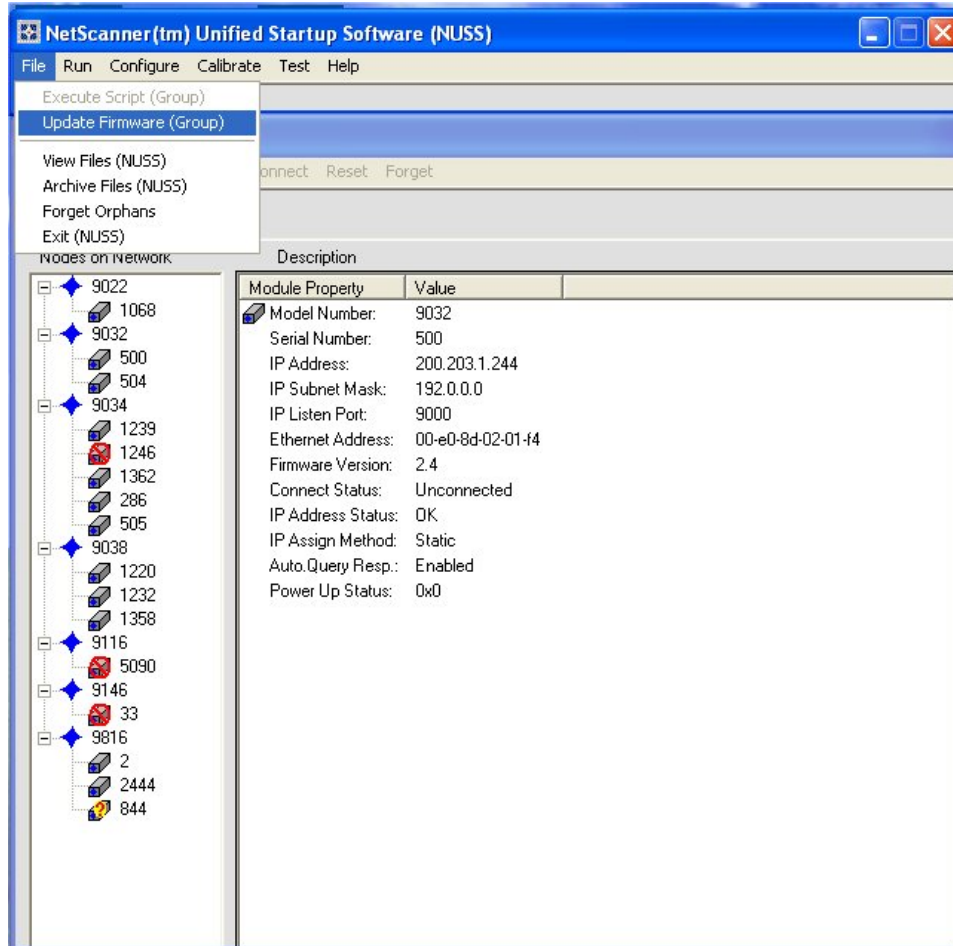 NetScanner(tm) Unified Startup Software (NUSS)
File Run Configure Calibrate Test Help
Execute Script (Group)
Update Firmware (Group)
View Files (NUSS)
Archive Files (NUSS)
Forget Orphans
Exit (NUSS)
Reset Forget
Nodes on Network Description
Module Property Value
9022
1068
9032
500
504
9034
1239
1246
1362
286
505
9038
1220
1232
1358
9116
5090
9146
33
9816
2
2444
844
Model Number: 9032
Serial Number: 500
IP Address: 200.203.1.244
IP Subnet Mask: 192.0.0.0
IP Listen Port: 9000
Ethernet Address: 00-e0-8d-02-01-f4
Firmware Version: 2.4
Connect Status: Unconnected
IP Address Status: OK
IP Assign Method: Static
Auto.Query Resp.: Enabled
Power Up Status: 0x0